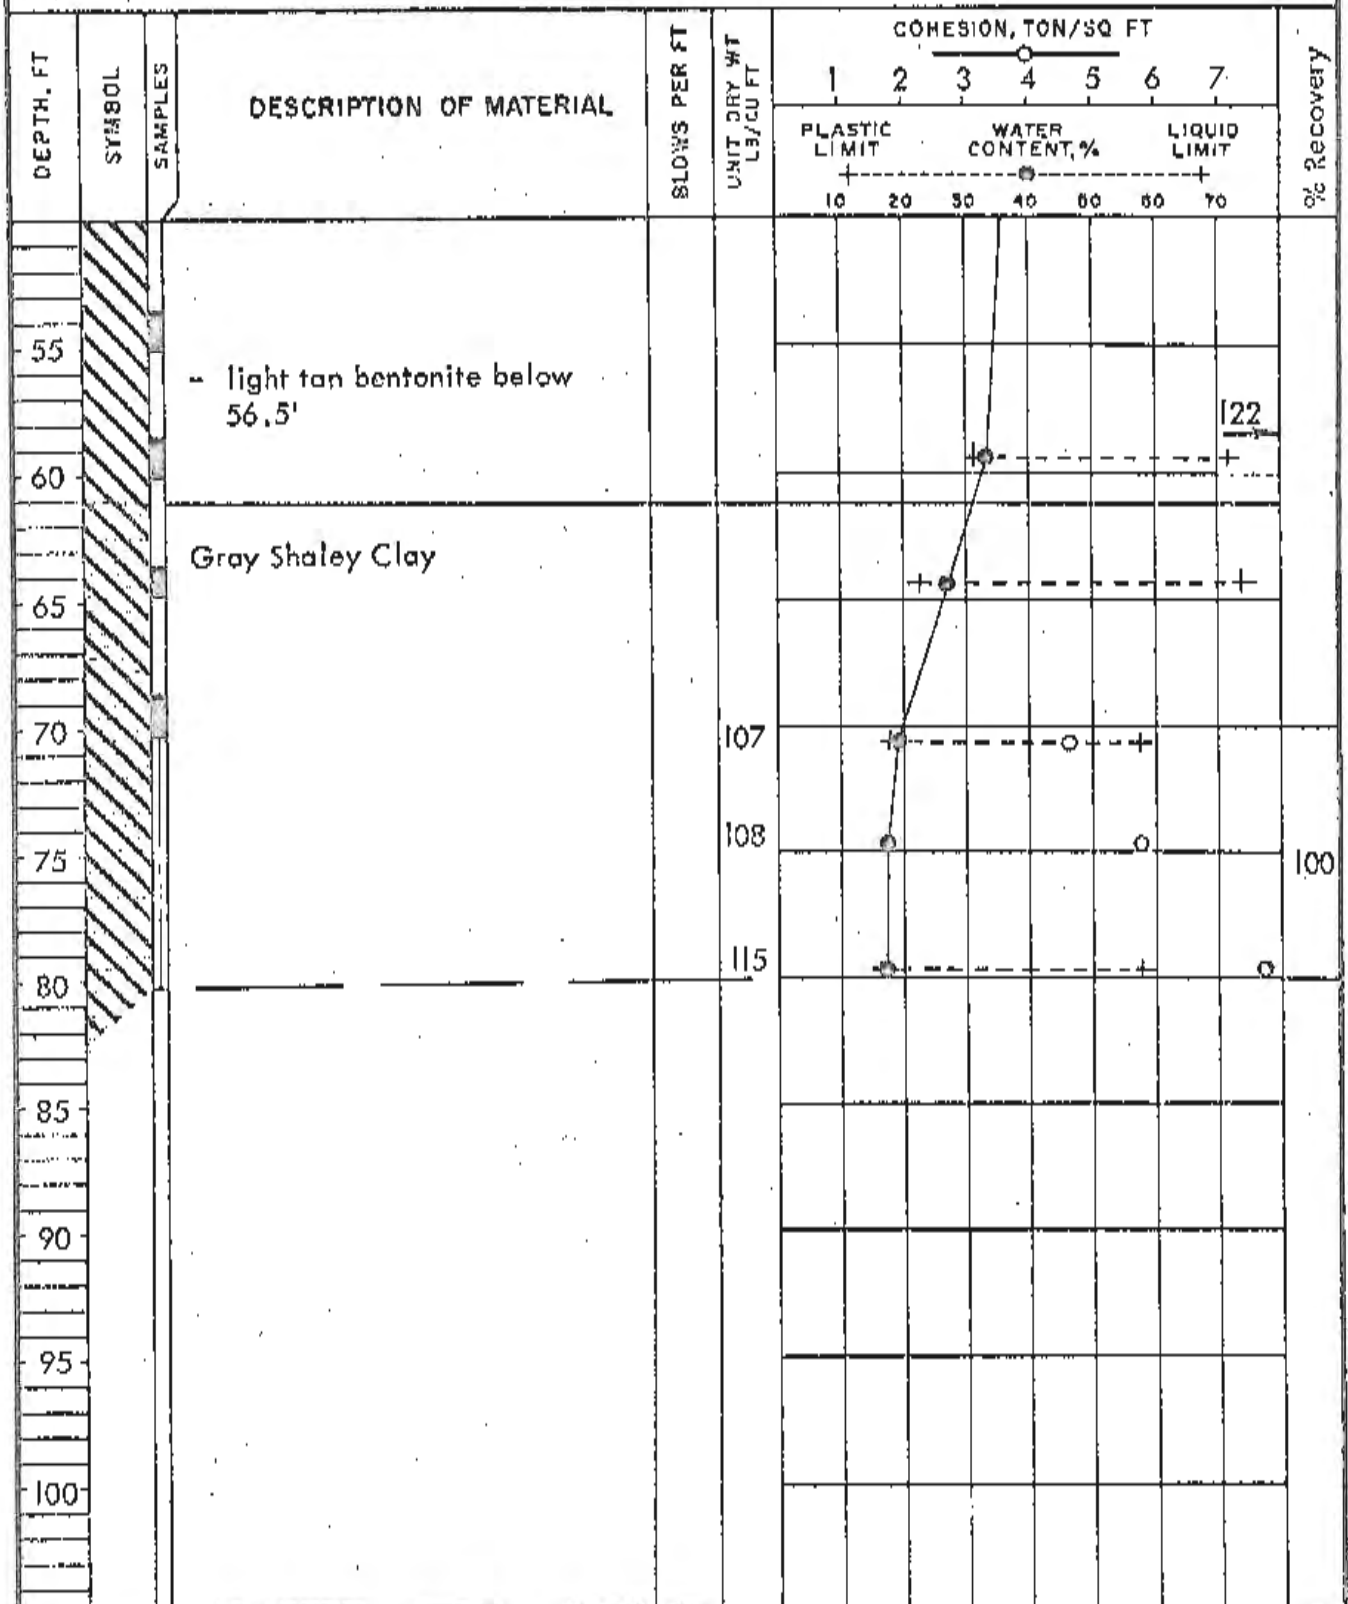 DEPTH, FT
SYMBOL
SAMPLES
DESCRIPTION OF MATERIAL
BLOWS PER FT
UNIT DRY WT
LB/CU FT
COHESION, TON/SQ FT
1 2 3 4 5 6 7
PLASTIC LIMIT
WATER CONTENT, %
LIQUID LIMIT
10 20 30 40 50 60 70
% Recovery
55
- light tan bentonite below
56.5'
122
60
Gray Shaley Clay
65
70
107
108
75
100
115
80
85
90
95
100